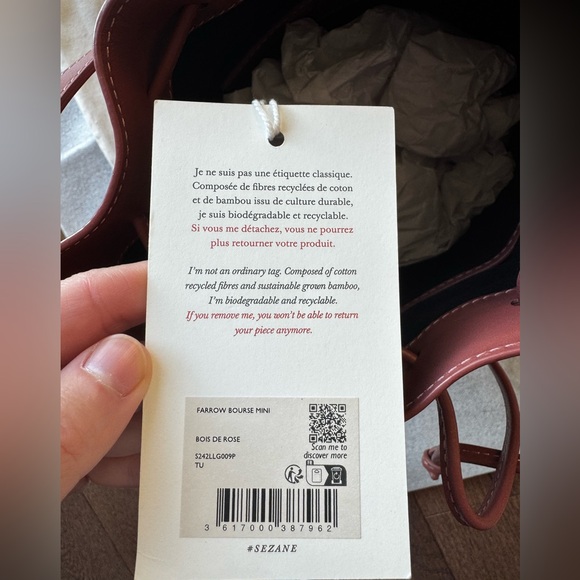 Je ne suis pas une étiquette classique.
Composée de fibres recyclées de coton
et de bambou issu de culture durable,
je suis biodégradable et recyclable.
Si vous me détachez, vous ne pourrez
plus retourner votre produit.
I'm not an ordinary tag. Composed of cotton
recycled fibres and sustainable grown bamboo,
I'm biodegradable and recyclable.
If you remove me, you won't be able to return
your piece anymore.
FARROW BOURSE MINI
BOIS DE ROSE
S242LLG009P
TU
Scan me to
discover more
3 617000 387962
#SEZANE